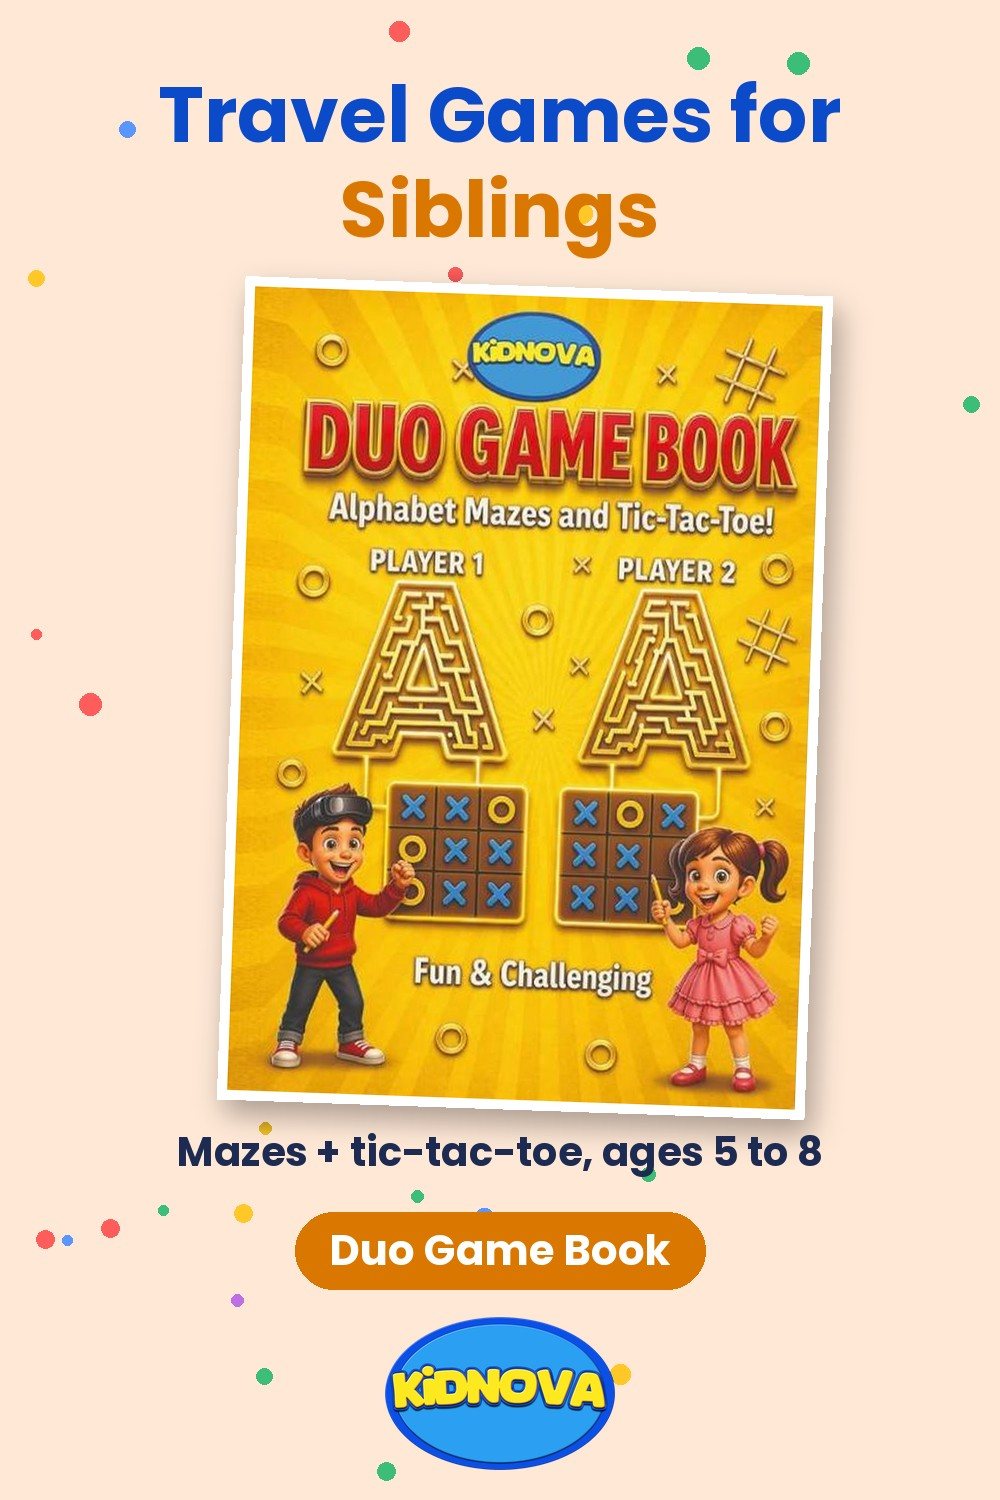 Travel Games for
Siblings
KiDNOVA
DUO GAME BOOK
Alphabet Mazes and Tic-Tac-Toe!
PLAYER 1 PLAYER 2
Fun & Challenging
Mazes + tic-tac-toe, ages 5 to 8
Duo Game Book
KiDNOVA